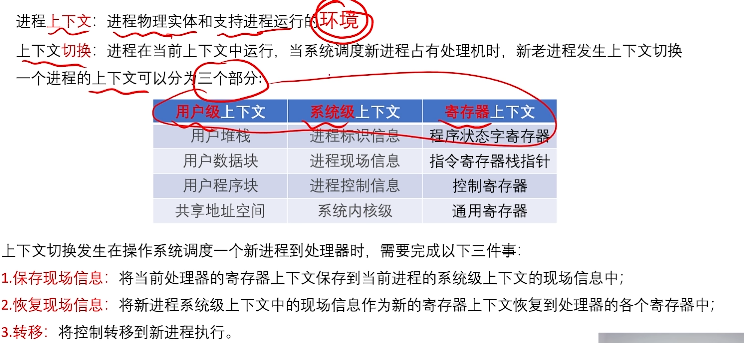 进程上下文：进程物理实体和支持进程运行的环境
上下文切换：进程在当前上下文中运行，当系统调度新进程占有处理机时，新老进程发生上下文切换
一个进程的上下文可以分为三个部分：
用户级上下文 系统级上下文 寄存器上下文
用户堆栈 进程标识信息 程序状态字寄存器
用户数据块 进程现场信息 指令寄存器栈指针
用户程序块 进程控制信息 控制寄存器
共享地址空间 系统内核级 通用寄存器
上下文切换发生在操作系统调度一个新进程到处理器时，需要完成以下三件事：
1.保存现场信息：将当前处理器的寄存器上下文保存到当前进程的系统级上下文的现场信息中；
2.恢复现场信息：将新进程系统级上下文中的现场信息作为新的寄存器上下文恢复到处理器的各个寄存器中；
3.转移：将控制转移到新进程执行。